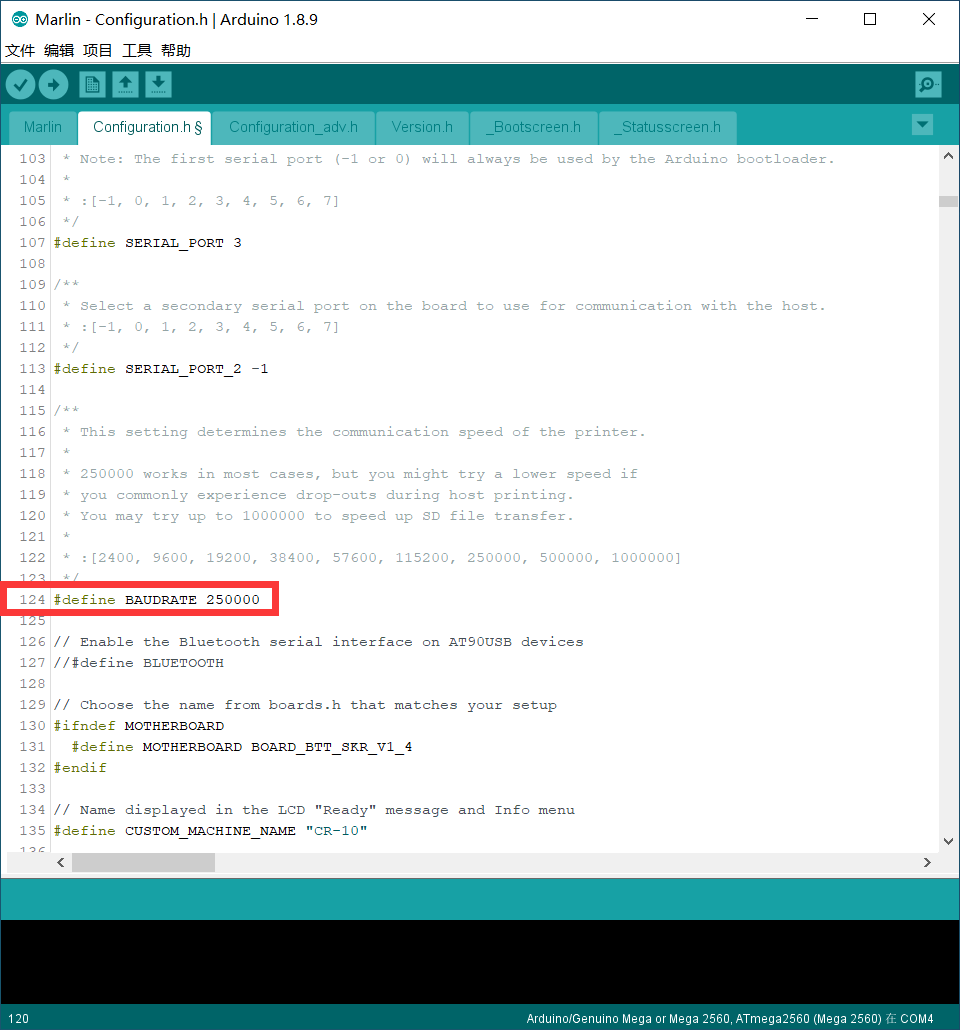 Marlin - Configuration.h | Arduino 1.8.9
文件 编辑 项目 工具 帮助
Marlin Configuration.h § Configuration_adv.h Version.h _Bootscreen.h _Statusscreen.h
103 * Note: The first serial port (-1 or 0) will always be used by the Arduino bootloader.
104 *
105 * :[-1, 0, 1, 2, 3, 4, 5, 6, 7]
106 */
107 #define SERIAL_PORT 3
108
109 /**
110 * Select a secondary serial port on the board to use for communication with the host.
111 * :[-1, 0, 1, 2, 3, 4, 5, 6, 7]
112 */
113 #define SERIAL_PORT_2 -1
114
115 /**
116 * This setting determines the communication speed of the printer.
117 *
118 * 250000 works in most cases, but you might try a lower speed if
119 * you commonly experience drop-outs during host printing.
120 * You may try up to 1000000 to speed up SD file transfer.
121 *
122 * :[2400, 9600, 19200, 38400, 57600, 115200, 250000, 500000, 1000000]
123 */
124 #define BAUDRATE 250000
125
126 // Enable the Bluetooth serial interface on AT90USB devices
127 //#define BLUETOOTH
128
129 // Choose the name from boards.h that matches your setup
130 #ifndef MOTHERBOARD
131 #define MOTHERBOARD BOARD_BTT_SKR_V1_4
132 #endif
133
134 // Name displayed in the LCD "Ready" message and Info menu
135 #define CUSTOM_MACHINE_NAME "CR-10"
136
120 Arduino/Genuino Mega or Mega 2560, ATmega2560 (Mega 2560) 在 COM4